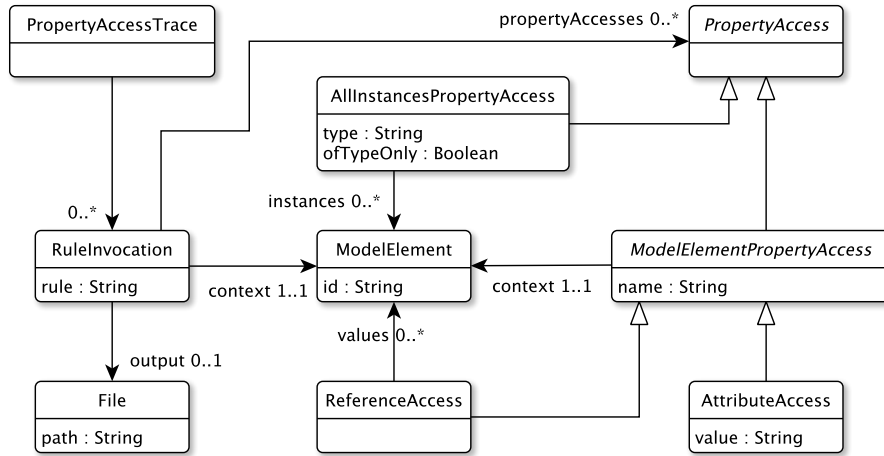 PropertyAccessTrace
propertyAccesses 0..*
PropertyAccess
AllInstancesPropertyAccess
type : String
ofTypeOnly : Boolean
instances 0..*
0..*
RuleInvocation
rule : String
context 1..1
ModelElement
id : String
context 1..1
ModelElementPropertyAccess
name : String
values 0..*
output 0..1
File
path : String
ReferenceAccess
AttributeAccess
value : String